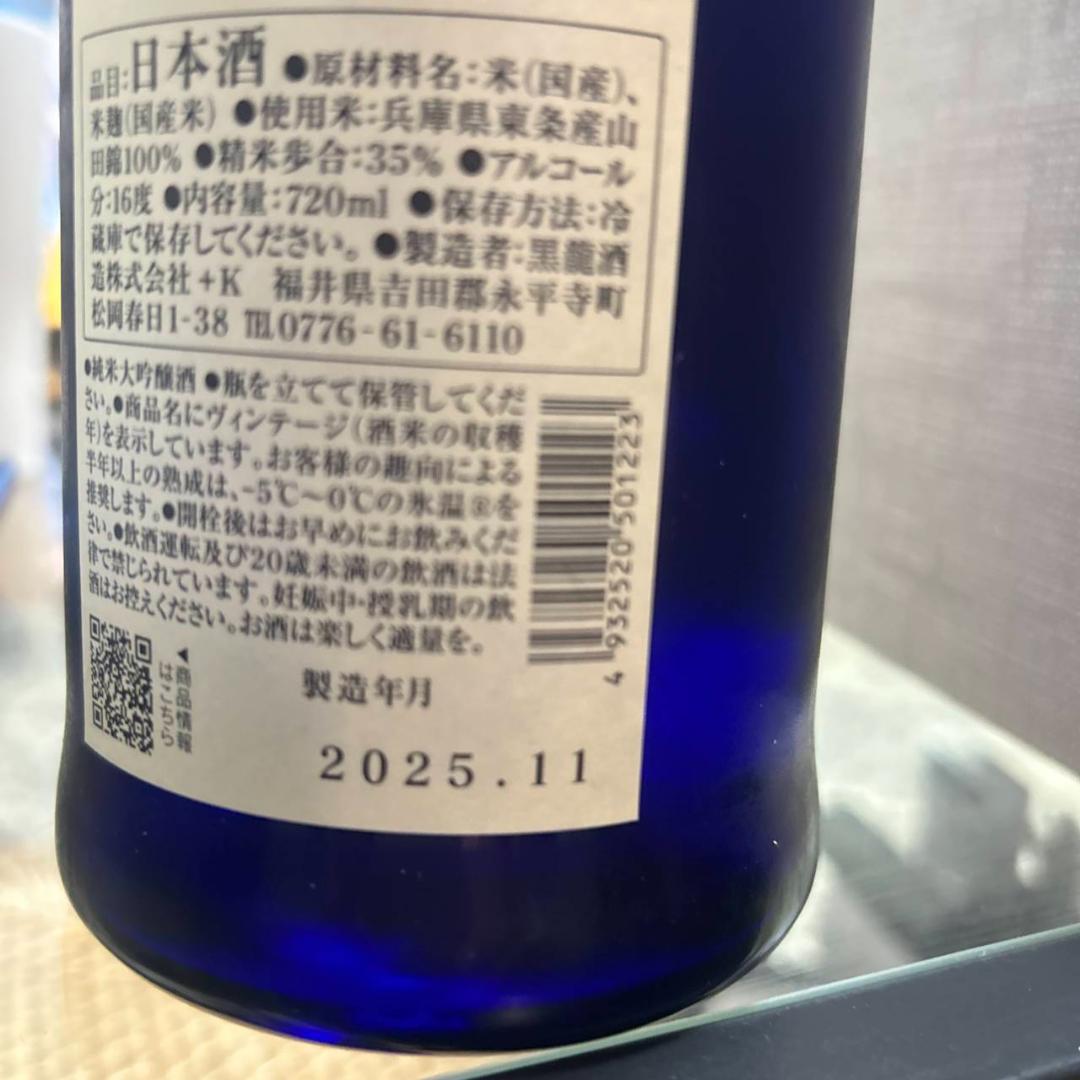 品目:日本酒 ●原材料名:米(国産)、
米麹(国産米) ●使用米:兵庫県東条産山
田錦100% ●精米歩合:35% ●アルコール
分:16度 ●内容量:720ml ●保存方法:冷
蔵庫で保存してください。 ●製造者:黒龍酒
造株式会社+K 福井県吉田郡永平寺町
松岡春日1-38 TEL0776-61-6110
●純米大吟醸酒 ●瓶を立てて保管してくだ
さい。●商品名にヴィンテージ(酒米の収穫
年)を表示しています。お客様の趣向による
半年以上の熟成は、-5℃〜0℃の氷温®を
推奨します。●開栓後はお早めにお飲みくだ
さい。●飲酒運転及び20歳未満の飲酒は法
律で禁じられています。妊娠中・授乳期の飲
酒はお控えください。お酒は楽しく適量を。
4 932520 501223
◀商品情報
はこちら
製造年月
2025.11